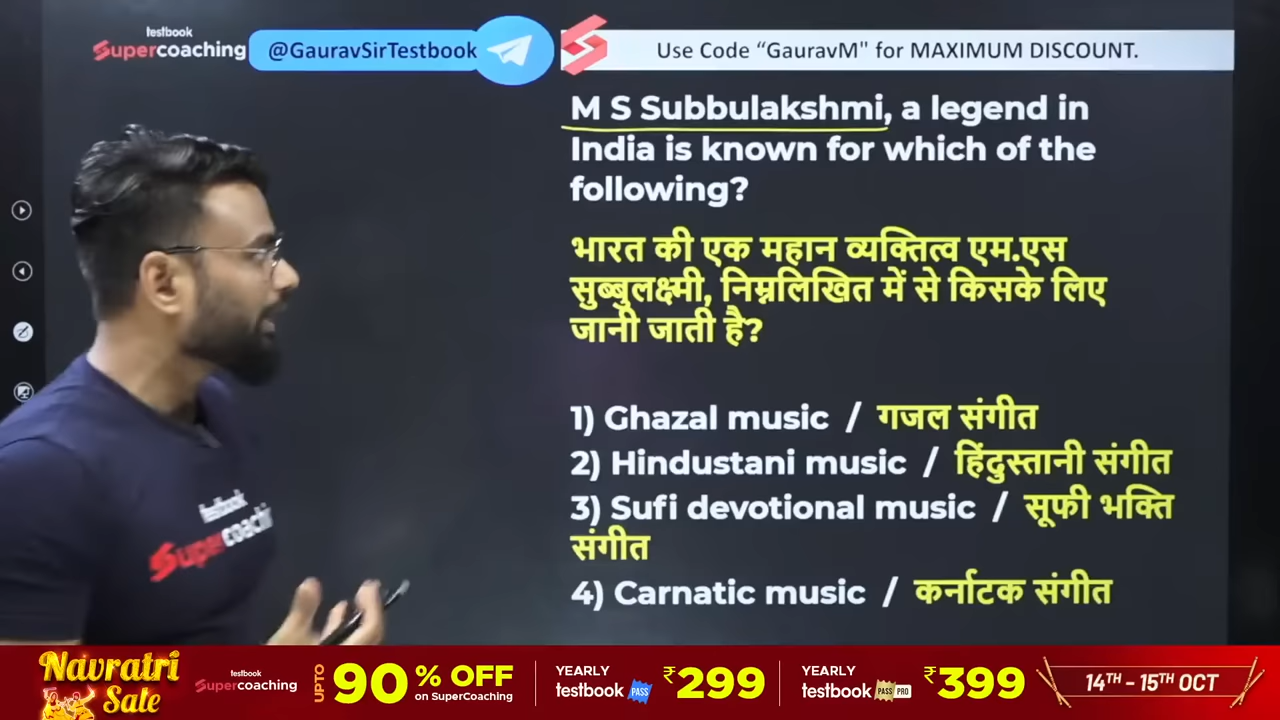 testbook
Supercoaching
@GauravSirTestbook
Use Code “GauravM" for MAXIMUM DISCOUNT.
M S Subbulakshmi, a legend in
India is known for which of the
following?
भारत की एक महान व्यक्तित्व एम.एस
सुब्बुलक्ष्मी, निम्नलिखित में से किसके लिए
जानी जाती है?
1) Ghazal music / गजल संगीत
2) Hindustani music / हिंदुस्तानी संगीत
3) Sufi devotional music / सूफी भक्ति
संगीत
4) Carnatic music / कर्नाटक संगीत
testbook
Supercoachin
Navratri
Sale
testbook
Supercoaching
UPTO 90% OFF
on SuperCoaching
YEARLY
testbook PASS
₹299
YEARLY
testbook PASS PRO
₹399
14TH - 15TH OCT